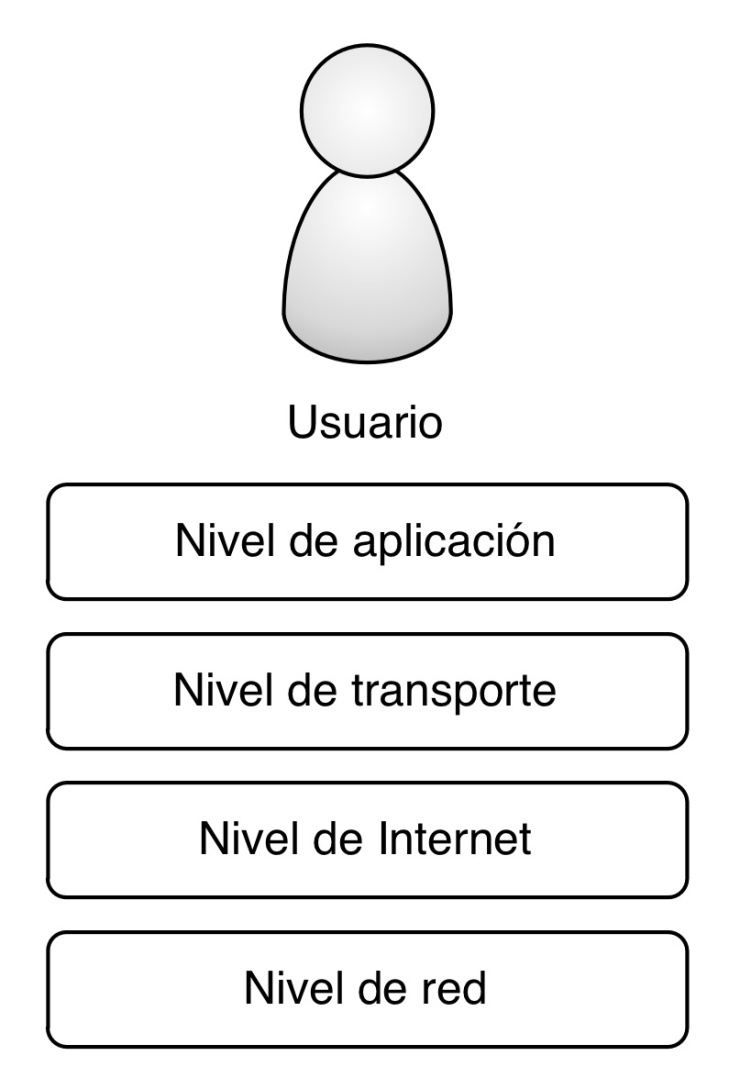 Usuario
Nivel de aplicación
Nivel de transporte
Nivel de Internet
Nivel de red